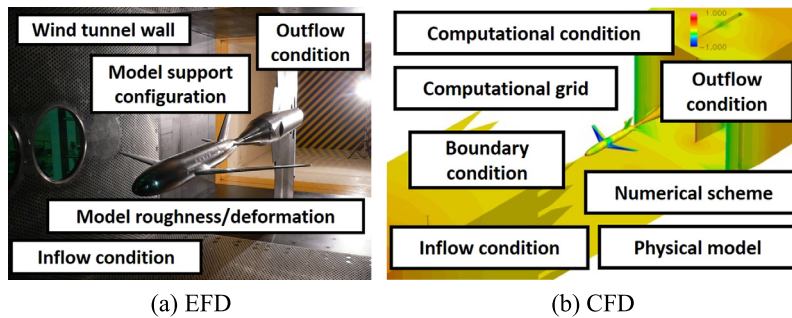 Wind tunnel wall
Outflow
condition
Model support
configuration
Model roughness/deformation
Inflow condition
(a) EFD
Computational condition
1.000
-1.000
Computational grid
Outflow
condition
Boundary
condition
Numerical scheme
Inflow condition
Physical model
(b) CFD